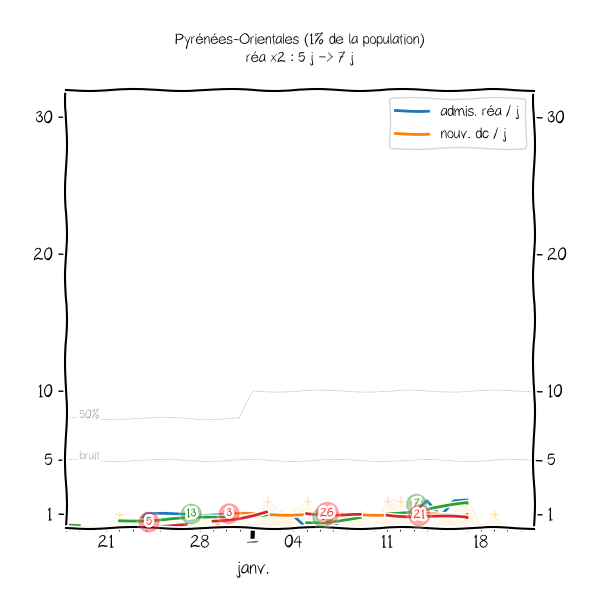 Pyrénées-Orientales (1% de la population)
réa x2 : 5 j -> 7 j
admis. réa / j
nouv. dc / j
30 30
20 20
10 10
50%
5 bruit 5
1 5 13 3 26 7 21 1
21 28 04 11 18
janv.